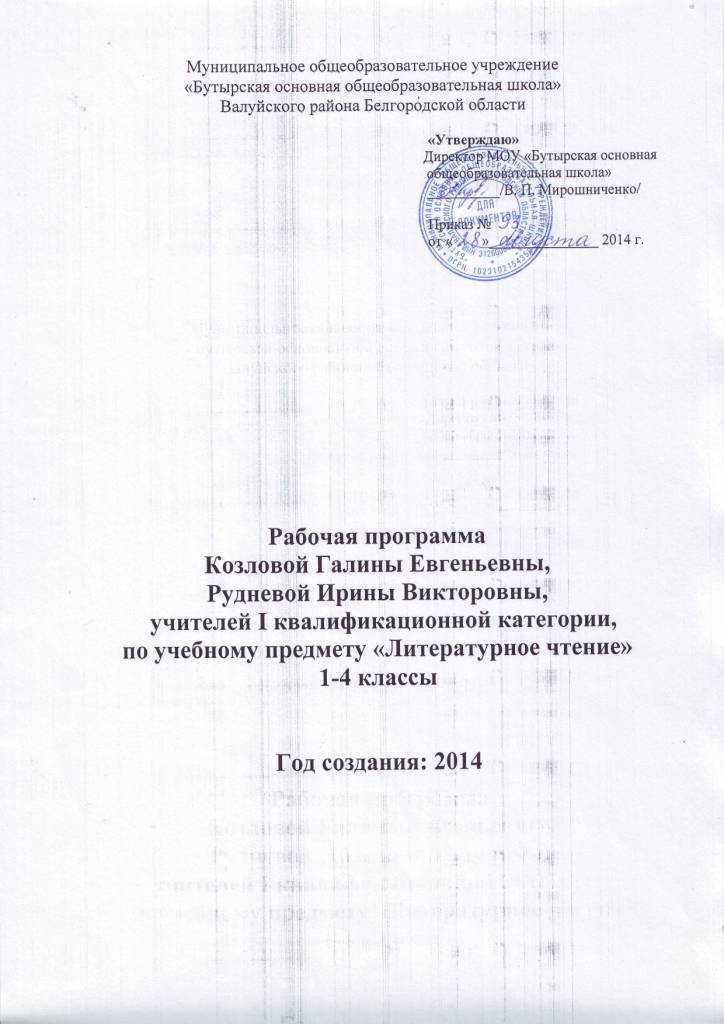 Муниципальное общеобразовательное учреждение
«Бутырская основная общеобразовательная школа»
Валуйского района Белгородской области
«Утверждаю»
Директор МОУ «Бутырская основная
общеобразовательная школа»
/В. П. Мирошниченко/
Приказ №
от « 28 » августа 2014 г.
ДЛЯ
ДОКУМЕНТОВ
Рабочая программа
Козловой Галины Евгеньевны,
Рудневой Ирины Викторовны,
учителей I квалификационной категории,
по учебному предмету «Литературное чтение»
1-4 классы
Год создания: 2014